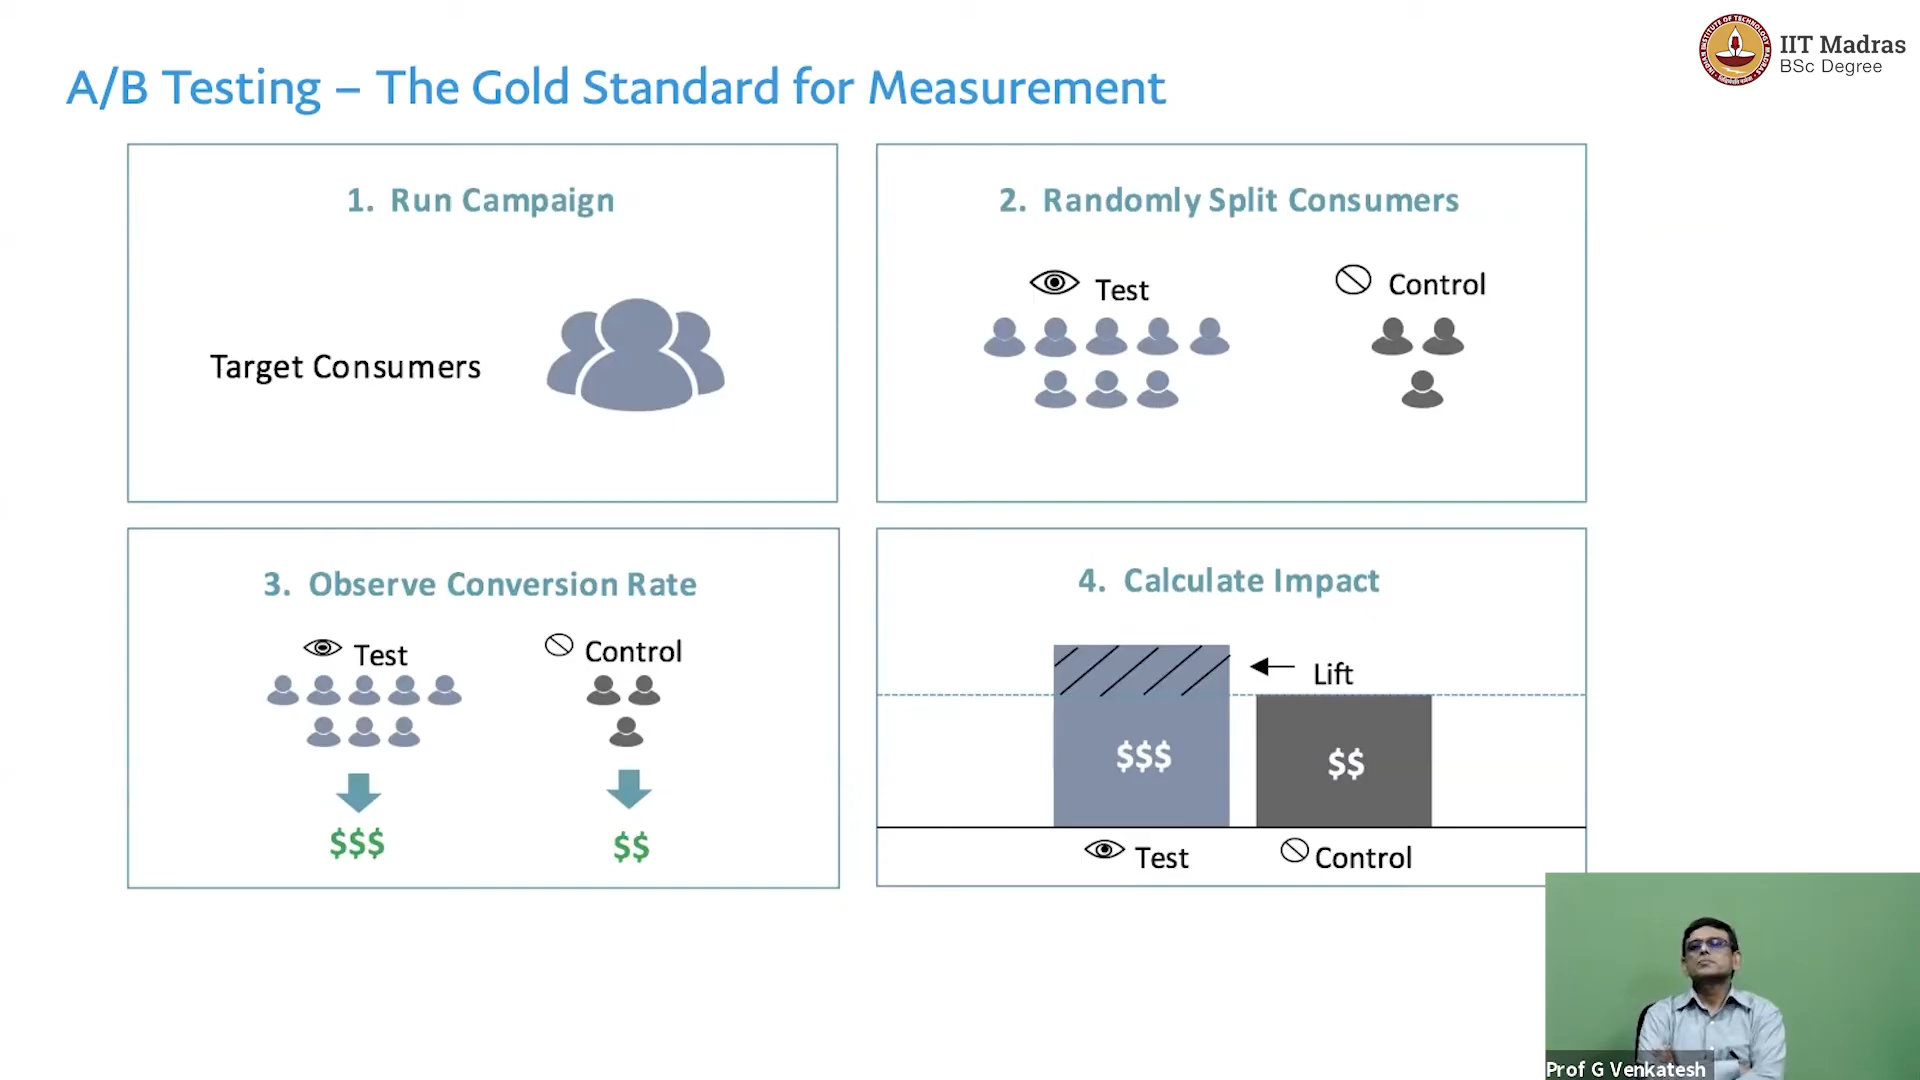 IIT Madras
BSc Degree
A/B Testing – The Gold Standard for Measurement
1. Run Campaign
Target Consumers
2. Randomly Split Consumers
Test
Control
3. Observe Conversion Rate
Test
Control
$$$
$$
4. Calculate Impact
Lift
$$$
$$
Test
Control
Prof G Venkatesh